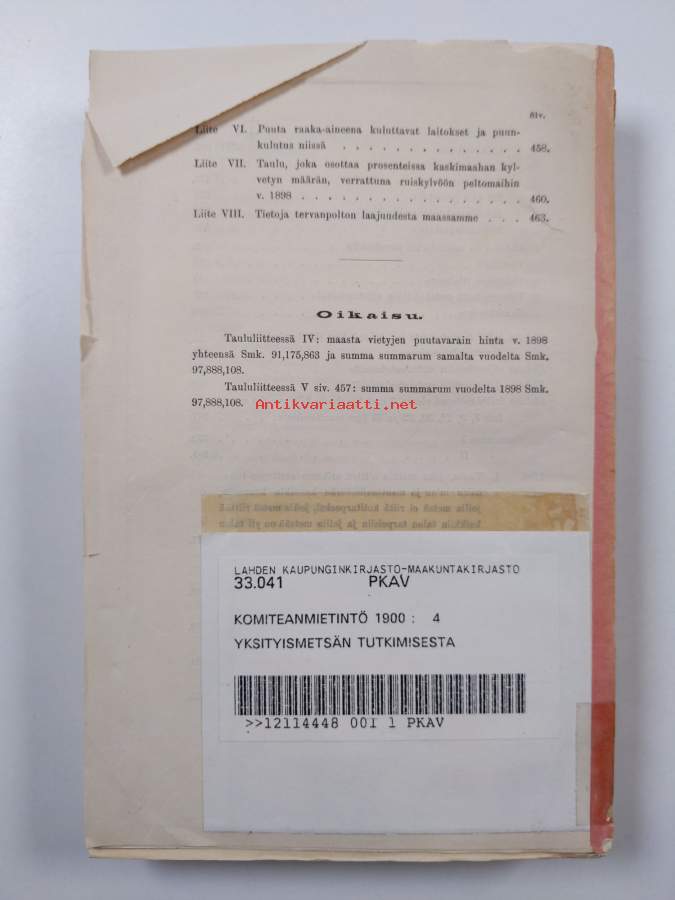 Siv.
Liite VI. Puuta raaka-aineena kuluttavat laitokset ja puun-
kulutus niissä . . . . . . . . . . . . . . . 458.
Liite VII. Taulu, joka osottaa prosenteissa kaskimaahan kyl-
vetyn määrän, verrattuna ruiskylvöön peltomaihin
v. 1898 . . . . . . . . . . . . . . . . . 460.
Liite VIII. Tietoja tervanpolton laajuudesta maassamme . . . 463.
Oikaisu.
Taululiitteessä IV: maasta vietyjen puutavarain hinta v. 1898
yhteensä Smk. 91,175,863 ja summa summarum samalta vuodelta Smk.
97,888,108.
Taululiitteessä V siv. 457: summa summarum vuodelta 1898 Smk.
97,888,108.
Antikvariaatti.net
LAHDEN KAUPUNGINKIRJASTO-MAAKUNTAKIRJASTO
33.041 PKAV
KOMITEANMIETINTÖ 1900 : 4
YKSITYISMETSÄN TUTKIMISESTA
>>12114448 001 1 PKAV